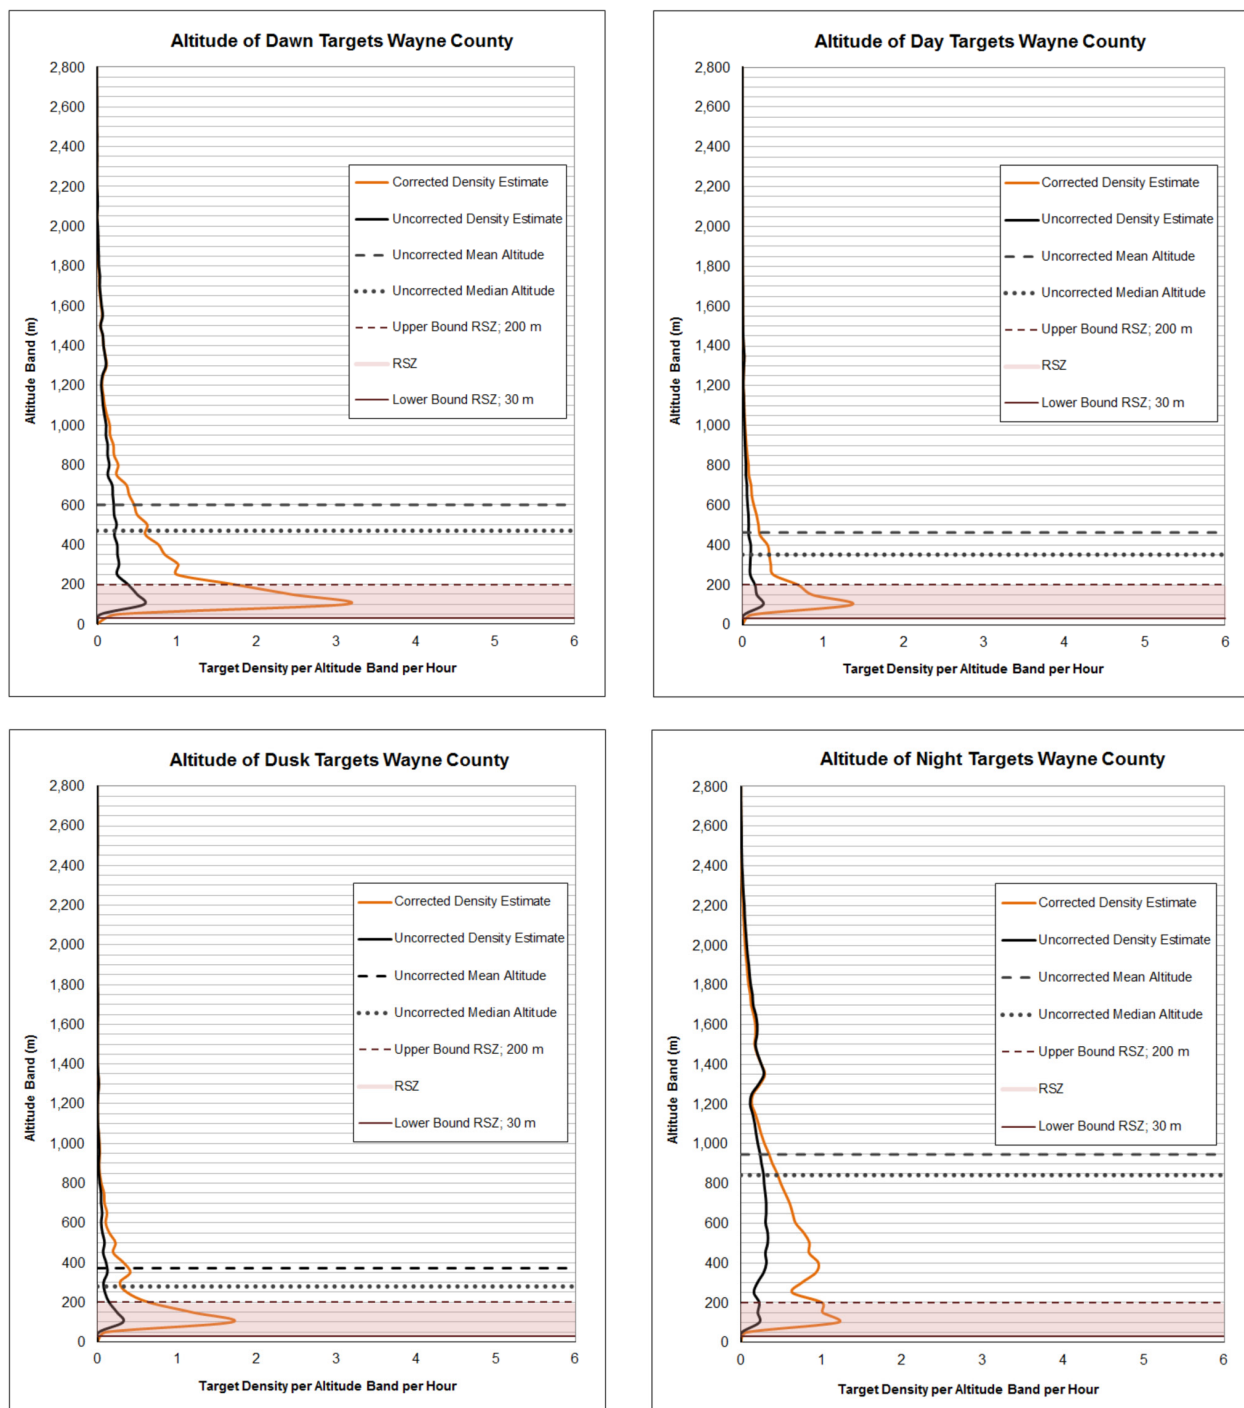 Altitude of Dawn Targets Wayne County
2,800
2,600
2,400
2,200
2,000
1,800
1,600
1,400
1,200
1,000
800
600
400
200
0
Altitude Band (m)
Corrected Density Estimate
Uncorrected Density Estimate
Uncorrected Mean Altitude
Uncorrected Median Altitude
Upper Bound RSZ; 200 m
RSZ
Lower Bound RSZ; 30 m
0 1 2 3 4 5 6
Target Density per Altitude Band per Hour
Altitude of Day Targets Wayne County
2,800
2,600
2,400
2,200
2,000
1,800
1,600
1,400
1,200
1,000
800
600
400
200
0
Altitude Band (m)
Corrected Density Estimate
Uncorrected Density Estimate
Uncorrected Mean Altitude
Uncorrected Median Altitude
Upper Bound RSZ; 200 m
RSZ
Lower Bound RSZ; 30 m
0 1 2 3 4 5 6
Target Density per Altitude Band per Hour
Altitude of Dusk Targets Wayne County
2,800
2,600
2,400
2,200
2,000
1,800
1,600
1,400
1,200
1,000
800
600
400
200
0
Altitude Band (m)
Corrected Density Estimate
Uncorrected Density Estimate
Uncorrected Mean Altitude
Uncorrected Median Altitude
Upper Bound RSZ; 200 m
RSZ
Lower Bound RSZ; 30 m
0 1 2 3 4 5 6
Target Density per Altitude Band per Hour
Altitude of Night Targets Wayne County
2,800
2,600
2,400
2,200
2,000
1,800
1,600
1,400
1,200
1,000
800
600
400
200
0
Altitude Band (m)
Corrected Density Estimate
Uncorrected Density Estimate
Uncorrected Mean Altitude
Uncorrected Median Altitude
Upper Bound RSZ; 200 m
RSZ
Lower Bound RSZ; 30 m
0 1 2 3 4 5 6
Target Density per Altitude Band per Hour